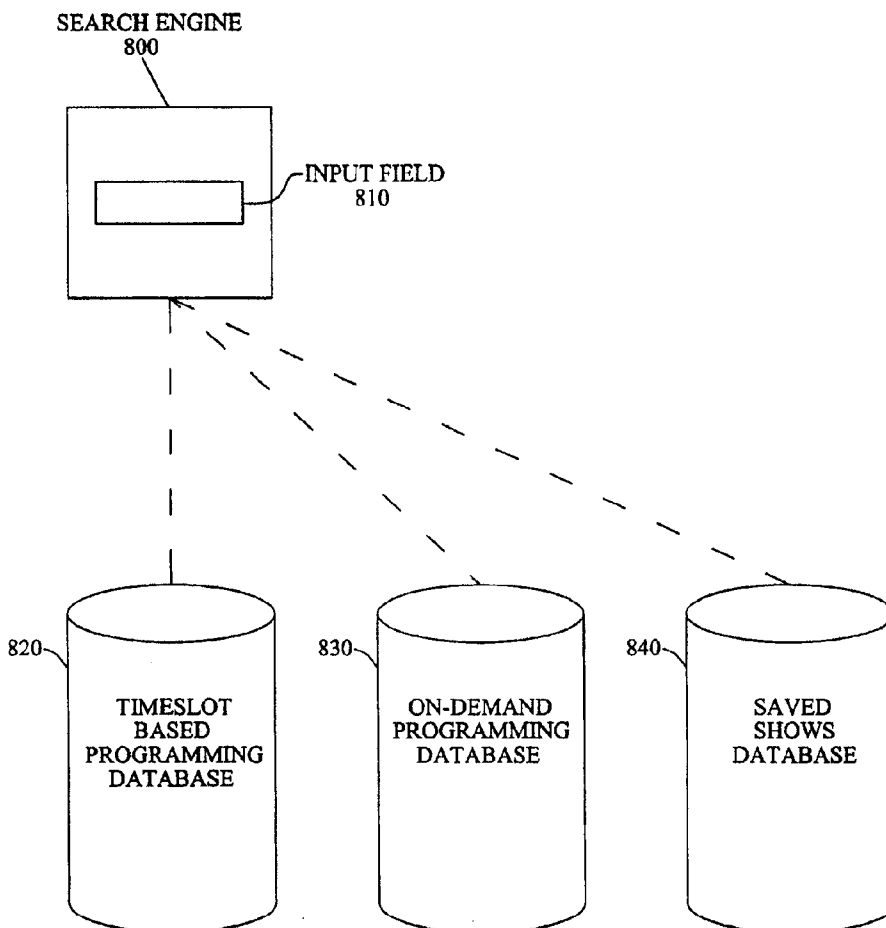 SEARCH ENGINE
800
INPUT FIELD
810
820
TIMESLOT
BASED
PROGRAMMING
DATABASE
830
ON-DEMAND
PROGRAMMING
DATABASE
840
SAVED
SHOWS
DATABASE